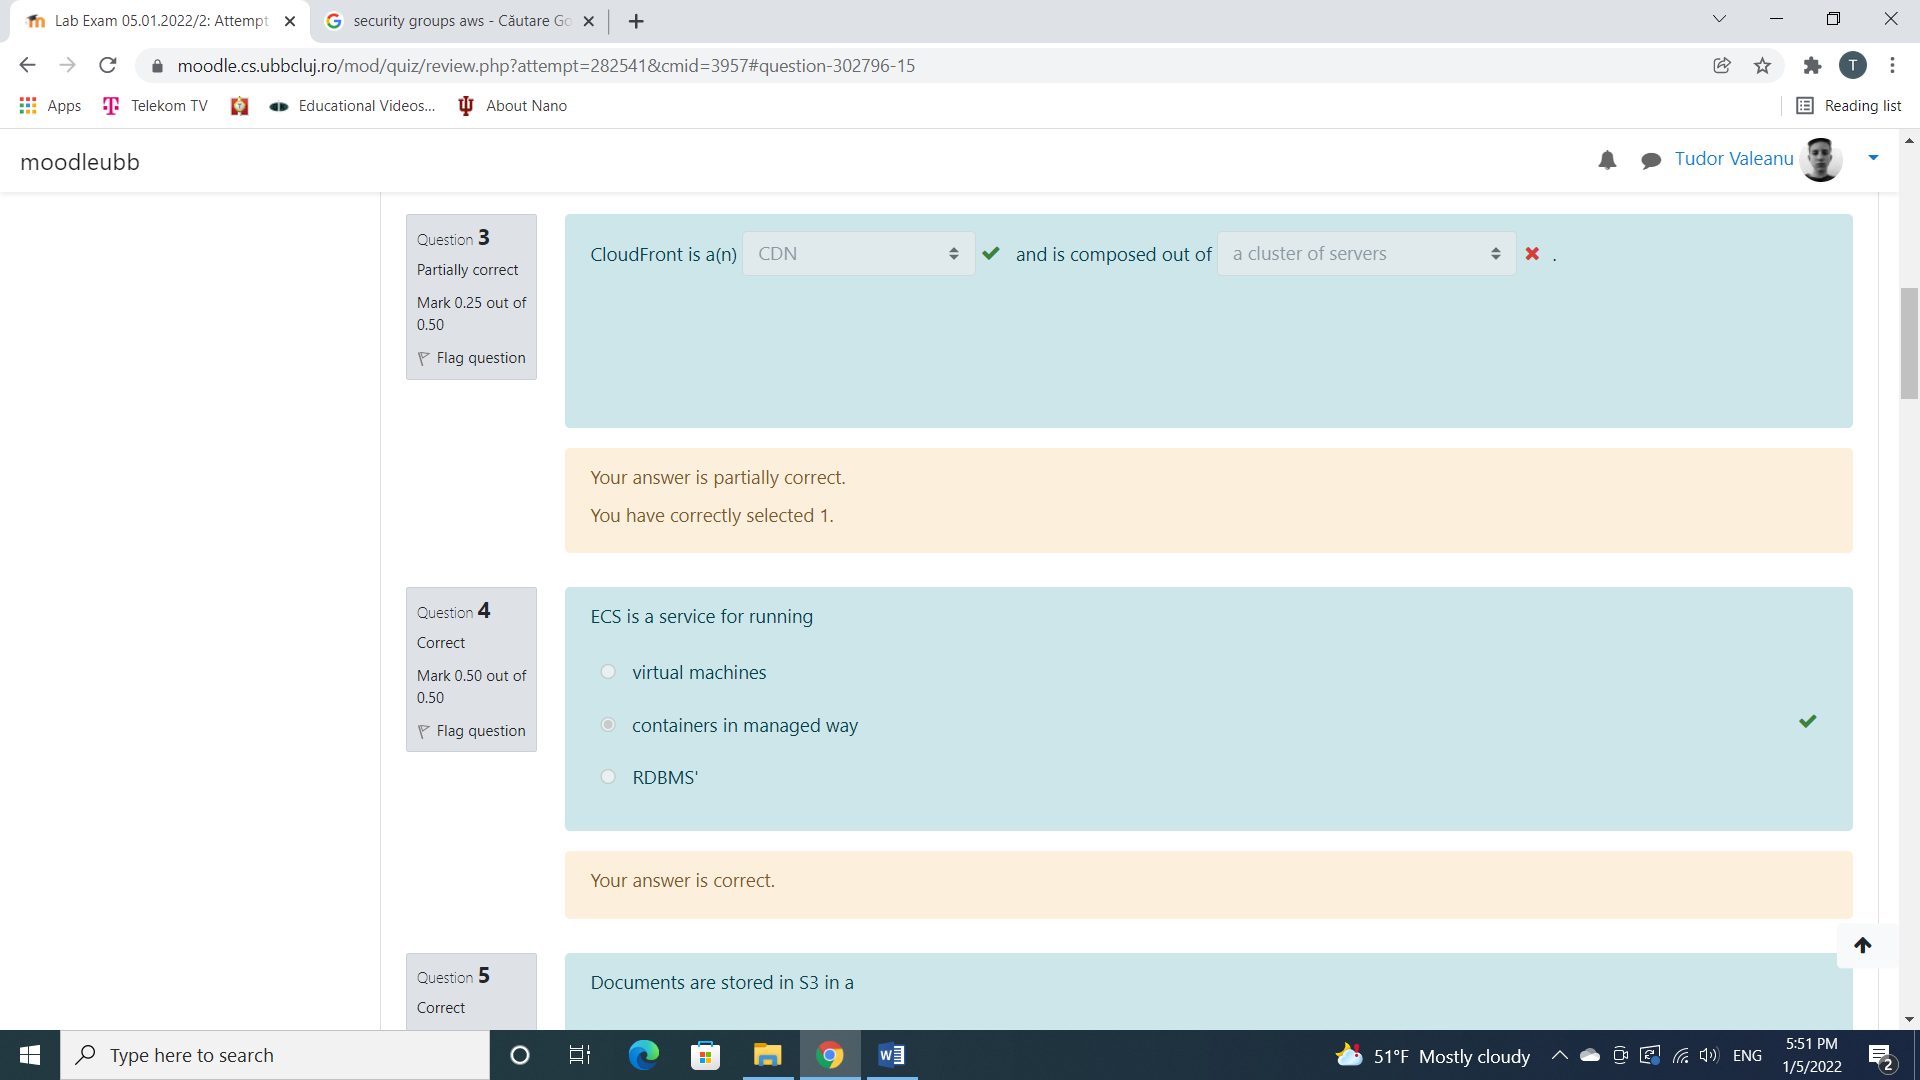 Lab Exam 05.01.2022/2: Attempt
security groups aws - Căutare Go
moodle.cs.ubbcluj.ro/mod/quiz/review.php?attempt=282541&cmid=3957#question-302796-15
T
Apps
Telekom TV
Educational Videos...
About Nano
Reading list
moodleubb
Tudor Valeanu
Question 3
Partially correct
Mark 0.25 out of
0.50
Flag question
CloudFront is a(n) CDN and is composed out of a cluster of servers .
Your answer is partially correct.
You have correctly selected 1.
Question 4
Correct
Mark 0.50 out of
0.50
Flag question
ECS is a service for running
virtual machines
containers in managed way
RDBMS'
Your answer is correct.
Question 5
Correct
Documents are stored in S3 in a
Type here to search
51°F Mostly cloudy
ENG
5:51 PM
1/5/2022
2